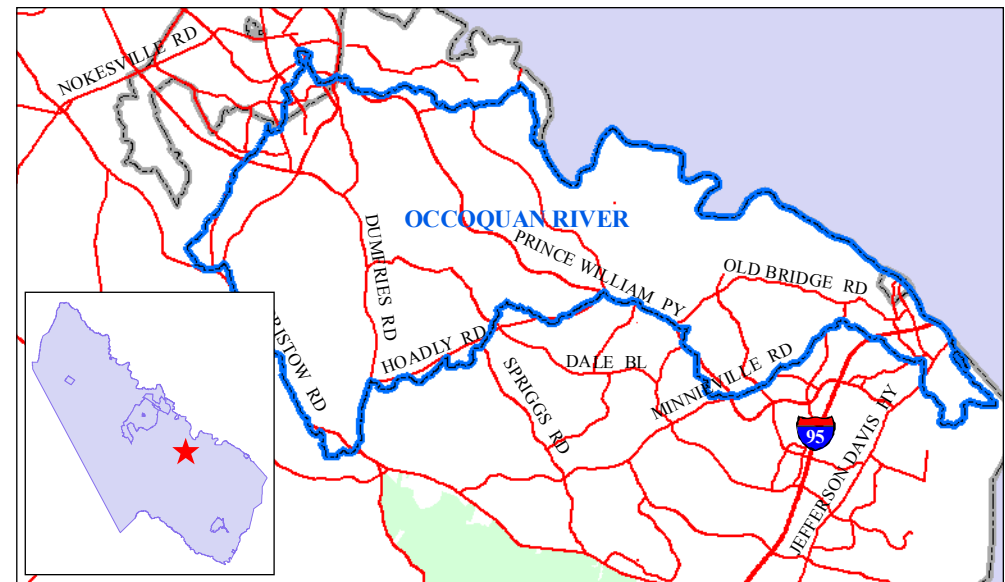 NOKESVILLE RD
OCCOQUAN RIVER
DUMFRIES RD
PRINCE WILLIAM PY
OLD BRIDGE RD
RISTOW RD
HOADLY RD
DALE BL
MINNIEVILLE RD
SPRIGGS RD
95
JEFFERSON DAVIS HY